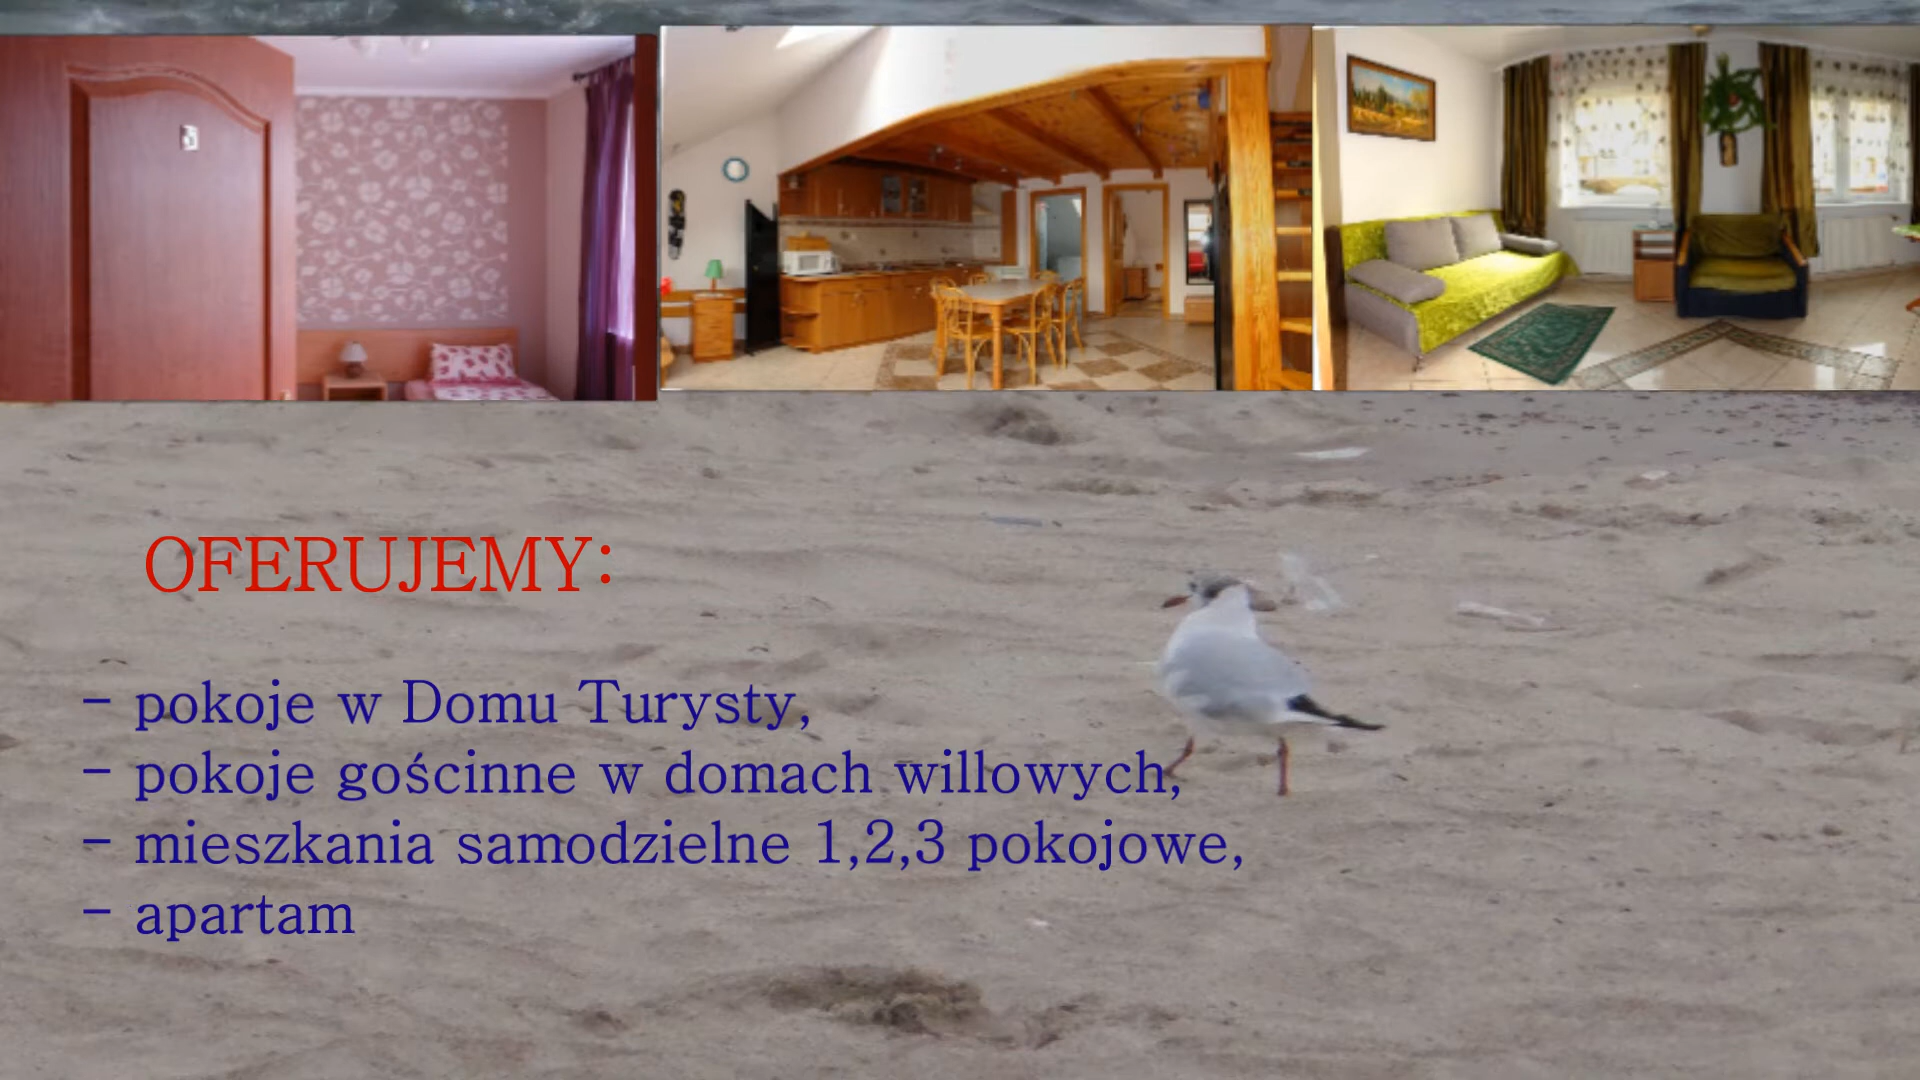 OFERUJEMY:
- pokoje w Domu Turysty,
- pokoje gościnne w domach willowych,
- mieszkania samodzielne 1,2,3 pokojowe,
- apartam